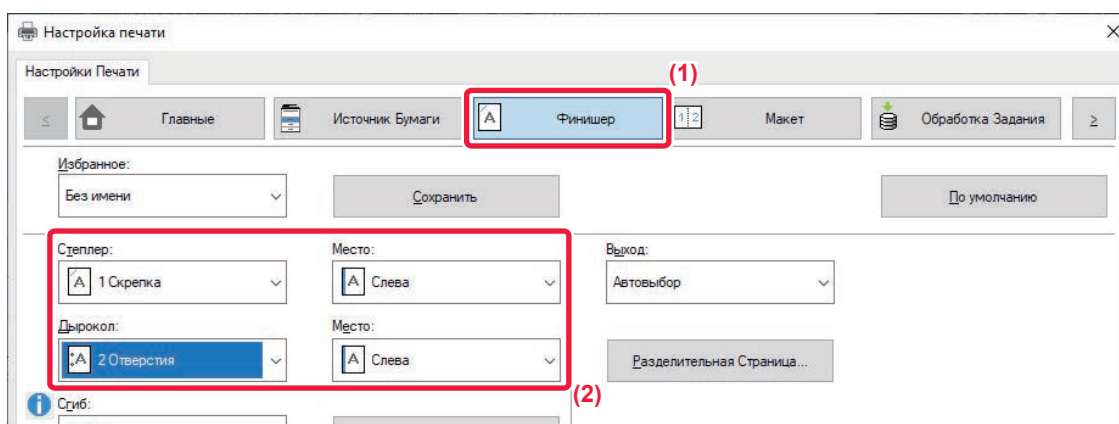 Настройка печати
Настройки Печати
(1)
Главные Источник Бумаги Финишер Макет Обработка Задания
Избранное:
Без имени Сохранить По умолчанию
Степлер: Место: Выход:
1 Скрепка Слева Автовыбор
Дырокол: Место:
2 Отверстия Слева Разделительная Страница...
(2)
Сгиб: